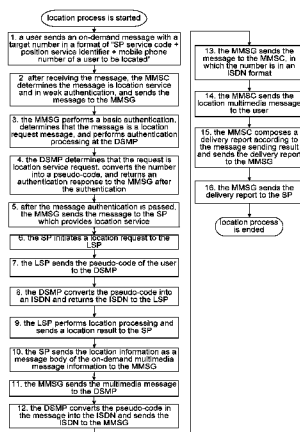 location process is started
1. a user sends an on-demand message with a
target number in a format of "SP service code +
position service identifier + mobile phone
number of a user to be located"
2. after receiving the message, the MMSC
determines the message is location service
and in weak authentication, and sends the
message to the MMSG
3. the MMSG performs a basic authentication,
determines that the message is a location
request message, and performs authentication
processing at the DSMP
4. the DSMP determines that the request is
location service request, converts the number
into a pseudo-code, and returns an
authentication response to the MMSG after
the authentication
5. after the message authentication is passed,
the MMSG sends the message to the SP
which provides location service
6. the SP initiates a location request to the
LSP
7. the LSP sends the pseudo-code of the user
to the DSMP
8. the DSMP converts the pseudo-code into
an ISDN and returns the ISDN to the LSP
9. the LSP performs location processing and
sends a location result to the SP
10. the SP sends the location information as a
message body of the on-demand multimedia
message information to the MMSG
11. the MMSG sends the multimedia message
to the DSMP
12. the DSMP converts the pseudo-code in
the message into the ISDN and sends the
ISDN to the MMSG
13. the MMSG sends the
message to the MMSC, in
which the number is in an
ISDN format
14. the MMSC sends the
location multimedia message
to the user
15. the MMSC composes a
delivery report according to
the message sending result
and sends the delivery report
to the MMSG
16. the MMSG sends the
delivery report to the SP
location process
is ended